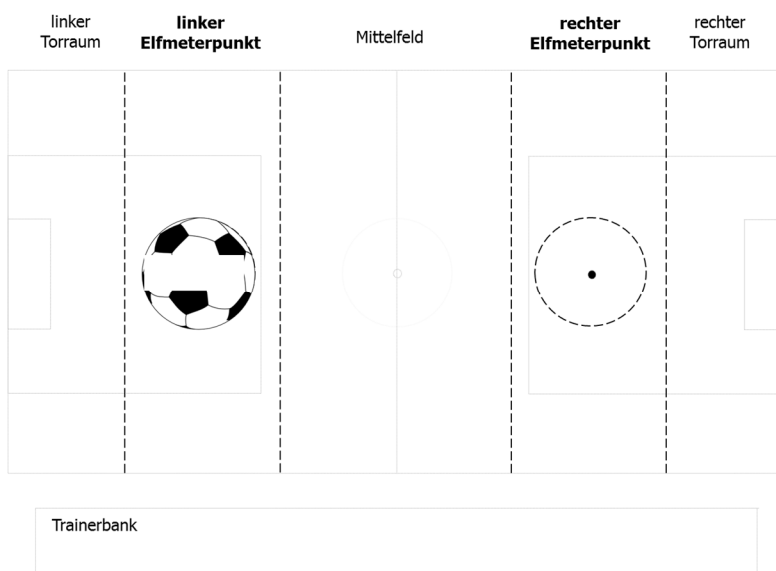 linker
Torraum
linker
Elfmeterpunkt
Mittelfeld
rechter
Elfmeterpunkt
rechter
Torraum
Trainerbank